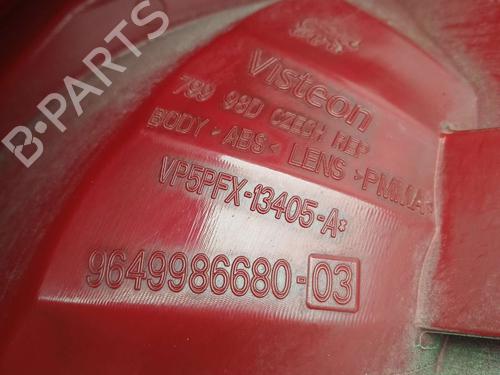 Visteon
799 98D CZECH REP
BODY >ABS< LENS >PMMA<
VP5PFX-13405-A*
9649986680-03
B-PARTS